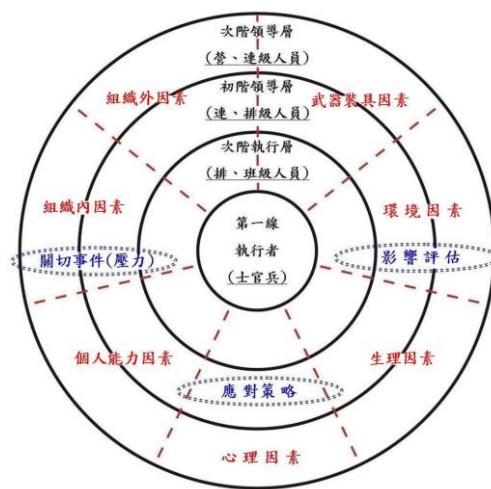 次階領導層
(營、連級人員)
組織外因素
初階領導層
(連、排級人員)
武器裝具因素
次階執行層
(排、班級人員)
組織內因素
第一線
執行者
(士官兵)
環境因素
關切事件(壓力)
影響評估
個人能力因素
生理因素
應對策略
心理因素